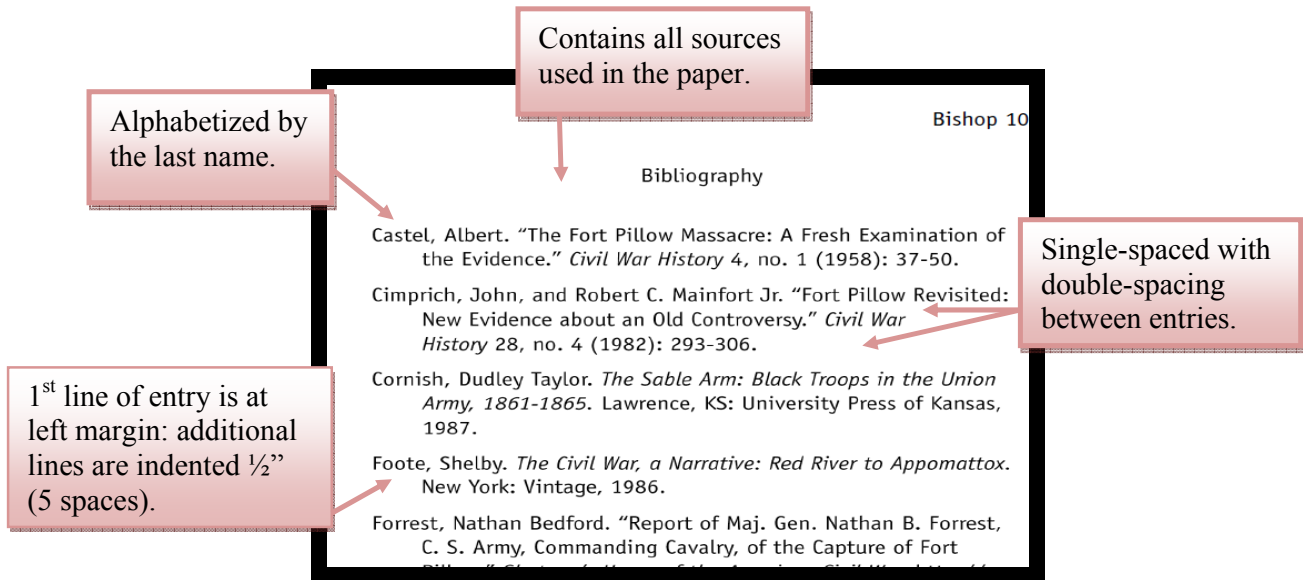 Contains all sources
used in the paper.
Alphabetized by
the last name.
Bishop 10
Bibliography
Castel, Albert. “The Fort Pillow Massacre: A Fresh Examination of
the Evidence.” Civil War History 4, no. 1 (1958): 37-50.
Cimprich, John, and Robert C. Mainfort Jr. “Fort Pillow Revisited:
New Evidence about an Old Controversy.” Civil War
History 28, no. 4 (1982): 293-306.
Cornish, Dudley Taylor. The Sable Arm: Black Troops in the Union
Army, 1861-1865. Lawrence, KS: University Press of Kansas,
1987.
Foote, Shelby. The Civil War, a Narrative: Red River to Appomattox.
New York: Vintage, 1986.
Forrest, Nathan Bedford. “Report of Maj. Gen. Nathan B. Forrest,
C. S. Army, Commanding Cavalry, of the Capture of Fort
Single-spaced with
double-spacing
between entries.
1st line of entry is at
left margin: additional
lines are indented ½”
(5 spaces).